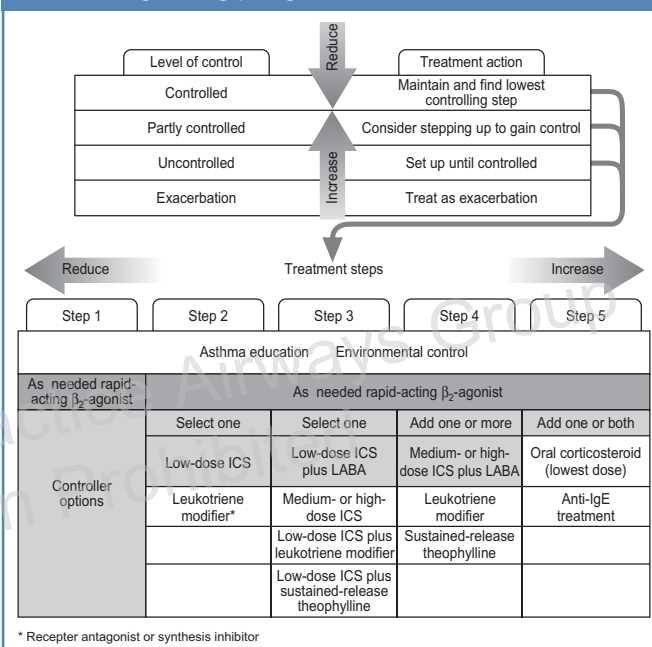 Reduce
Level of control
Treatment action
Controlled
Maintain and find lowest
controlling step
Partly controlled
Consider stepping up to gain control
Increase
Uncontrolled
Set up until controlled
Exacerbation
Treat as exacerbation
Reduce
Treatment steps
Increase
Step 1
Step 2
Step 3
Step 4
Step 5
Asthma education Environmental control
As needed rapid-
acting β₂-agonist
As needed rapid-acting β₂-agonist
Controller
options
Select one
Select one
Add one or more
Add one or both
Low-dose ICS
Low-dose ICS
plus LABA
Medium- or high-
dose ICS plus LABA
Oral corticosteroid
(lowest dose)
Leukotriene
modifier*
Medium- or high-
dose ICS
Leukotriene
modifier
Anti-IgE
treatment
Low-dose ICS plus
leukotriene modifier
Sustained-release
theophylline
Low-dose ICS plus
sustained-release
theophylline
* Recepter antagonist or synthesis inhibitor
Airways Group
Prohibited